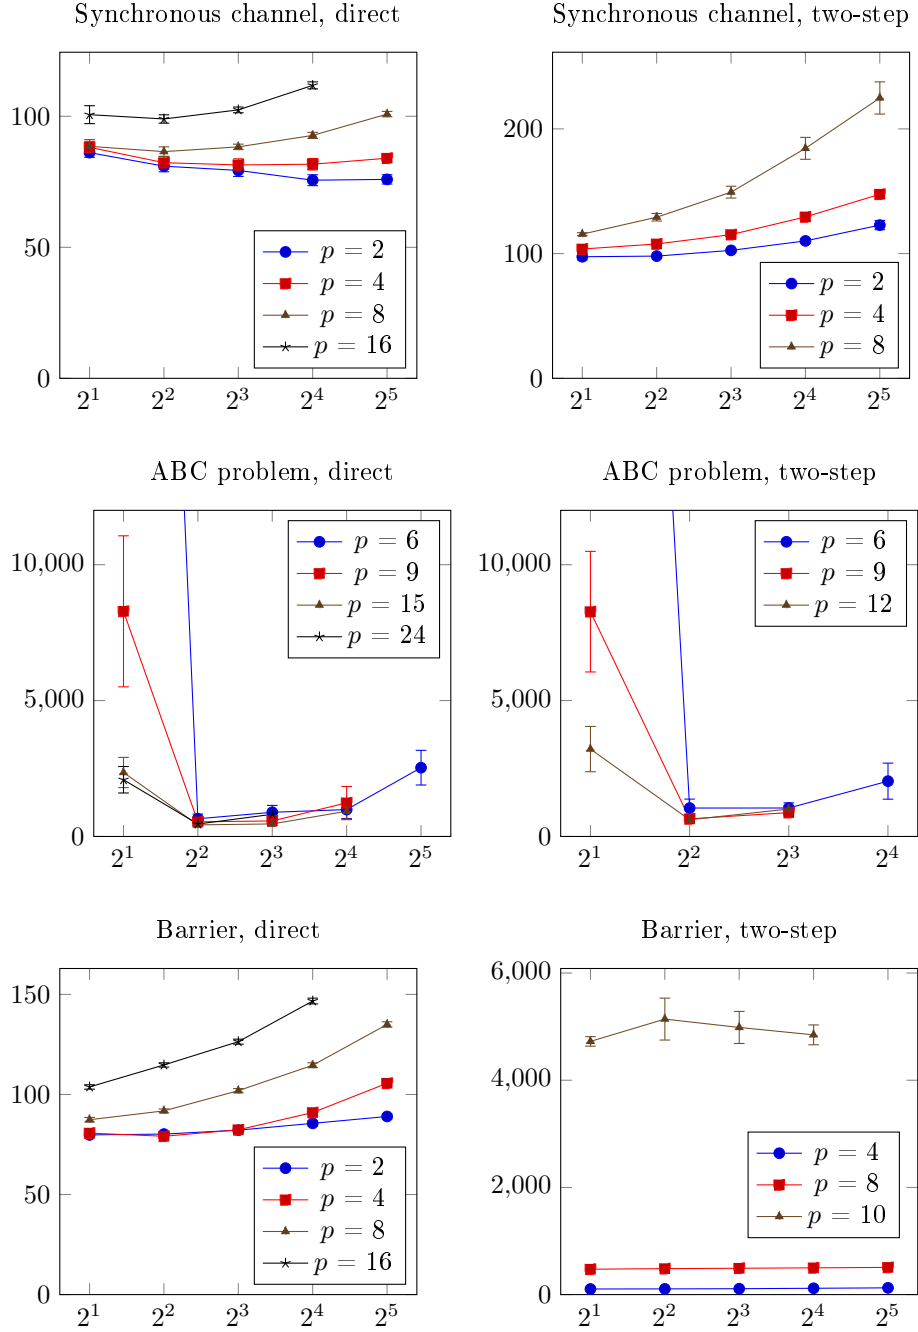 Synchronous channel, direct
100
50
0
2^1 2^2 2^3 2^4 2^5
p = 2
p = 4
p = 8
p = 16
Synchronous channel, two-step
200
100
0
2^1 2^2 2^3 2^4 2^5
p = 2
p = 4
p = 8
ABC problem, direct
10,000
5,000
0
2^1 2^2 2^3 2^4 2^5
p = 6
p = 9
p = 15
p = 24
ABC problem, two-step
10,000
5,000
0
2^1 2^2 2^3 2^4
p = 6
p = 9
p = 12
Barrier, direct
150
100
50
0
2^1 2^2 2^3 2^4 2^5
p = 2
p = 4
p = 8
p = 16
Barrier, two-step
6,000
4,000
2,000
0
2^1 2^2 2^3 2^4 2^5
p = 4
p = 8
p = 10